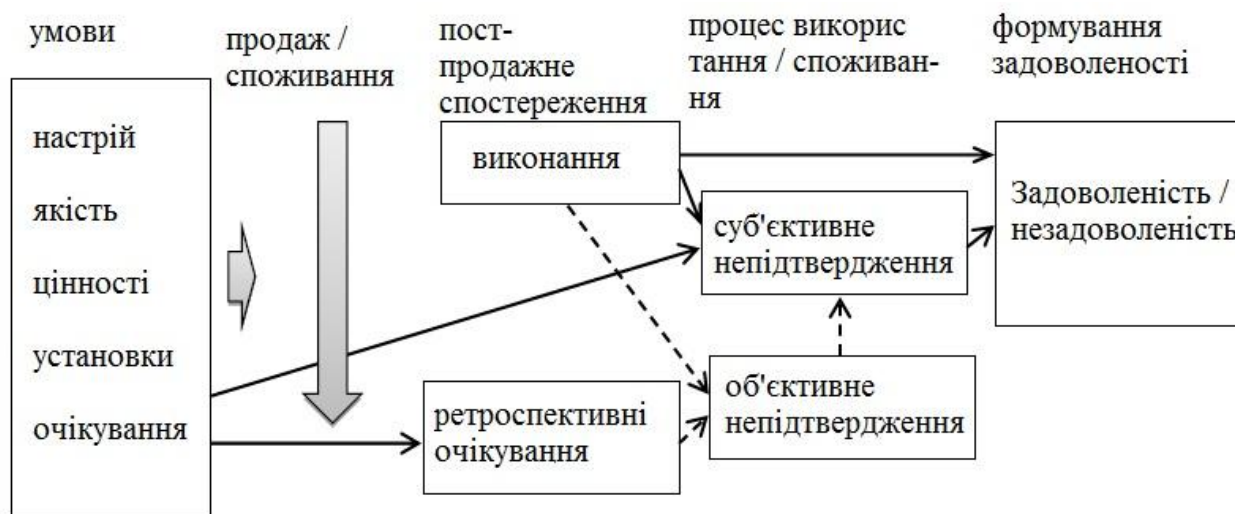 умови
продаж /
споживання
пост-
продажне
спостереження
процес викорис
тання / споживан-
ня
формування
задоволеності
настрій
якість
цінності
установки
очікування
виконання
суб'єктивне
непідтвердження
Задоволеність /
незадоволеність
ретроспективні
очікування
об'єктивне
непідтвердження